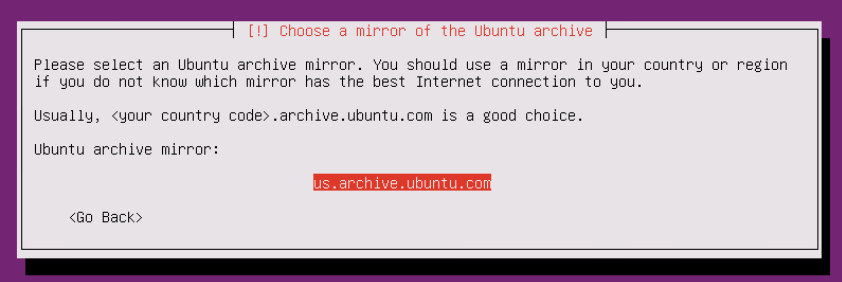 [!] Choose a mirror of the Ubuntu archive
Please select an Ubuntu archive mirror. You should use a mirror in your country or region
if you do not know which mirror has the best Internet connection to you.
Usually, <your country code>.archive.ubuntu.com is a good choice.
Ubuntu archive mirror:
us.archive.ubuntu.com
<Go Back>